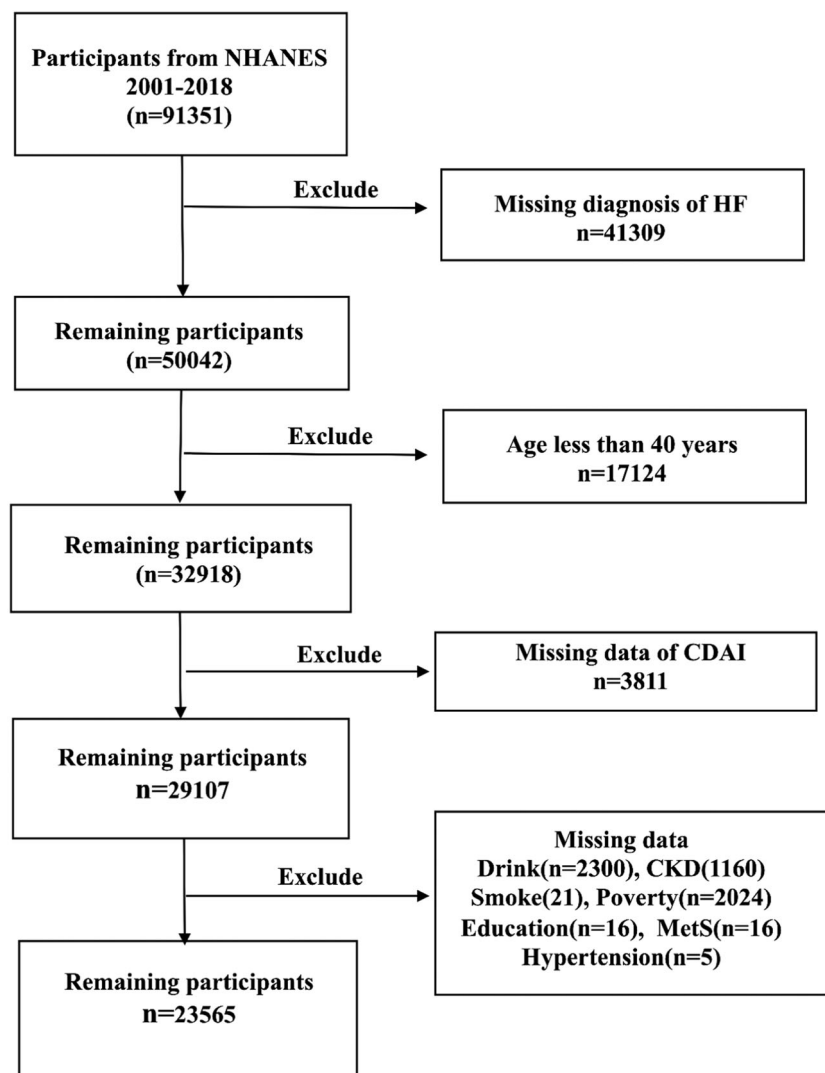 Participants from NHANES
2001-2018
(n=91351)
Exclude
Missing diagnosis of HF
n=41309
Remaining participants
(n=50042)
Exclude
Age less than 40 years
n=17124
Remaining participants
(n=32918)
Exclude
Missing data of CDAI
n=3811
Remaining participants
n=29107
Exclude
Missing data
Drink(n=2300), CKD(1160)
Smoke(21), Poverty(n=2024)
Education(n=16), MetS(n=16)
Hypertension(n=5)
Remaining participants
n=23565